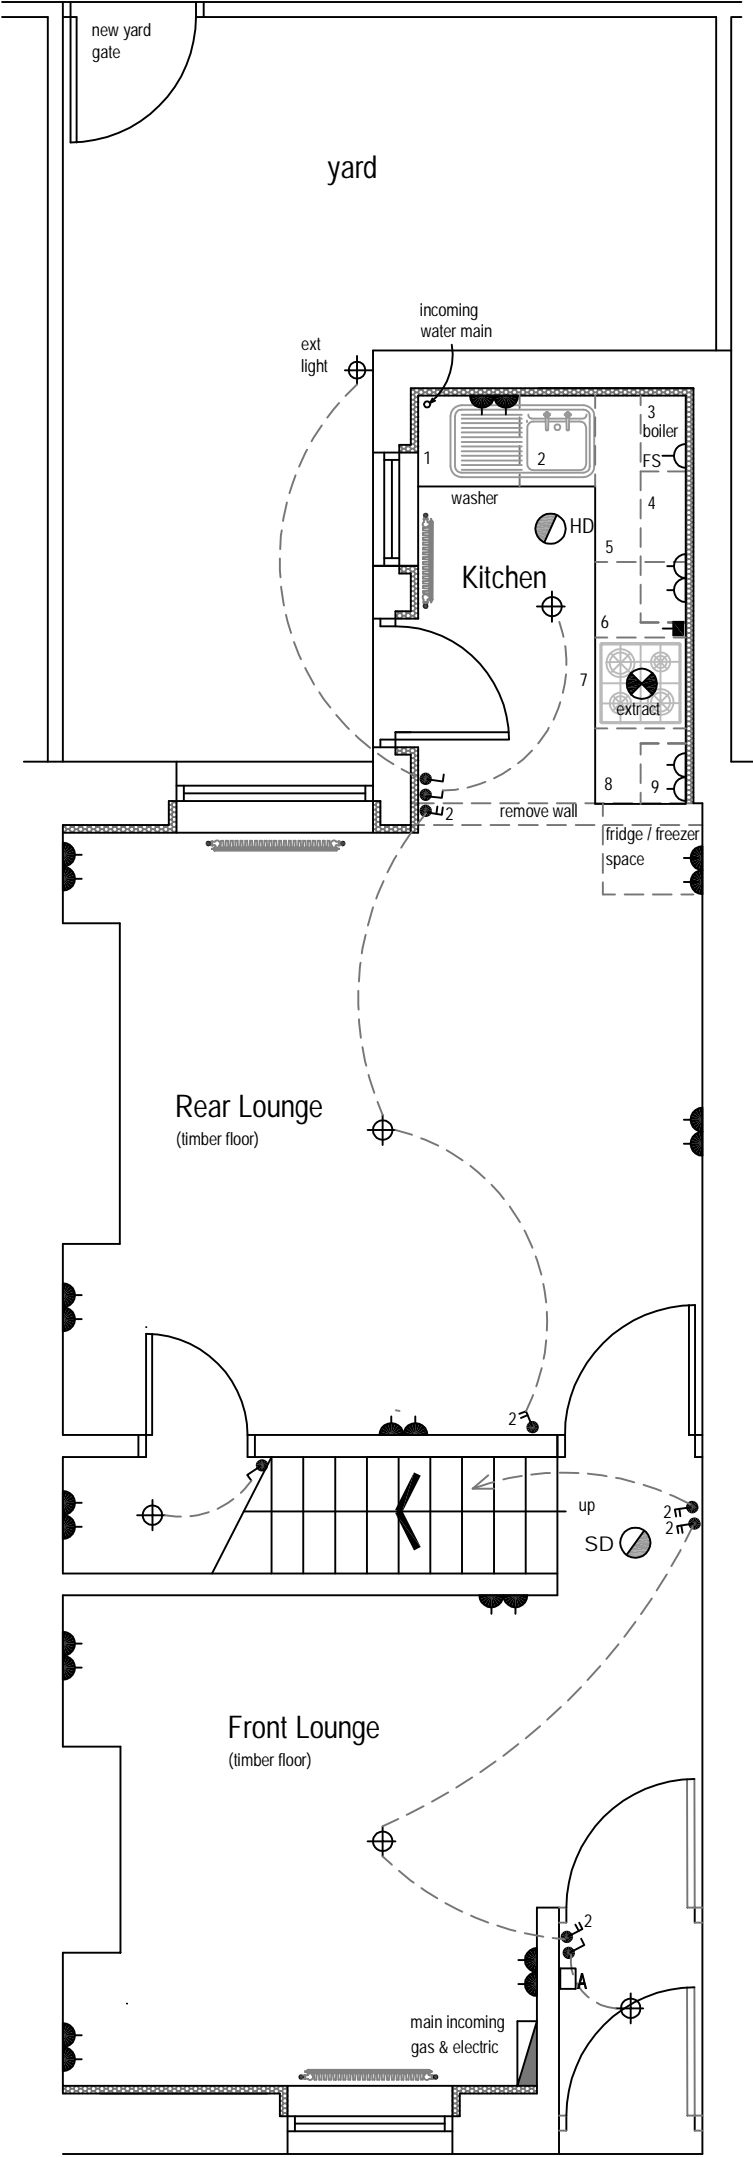 new yard
gate
yard
incoming
water main
ext
light
3
boiler
1
2
FS
washer
4
HD
5
Kitchen
6
7
extract
8
9
2
remove wall
fridge / freezer
space
Rear Lounge
(timber floor)
2
up
2
2
SD
Front Lounge
(timber floor)
2
A
main incoming
gas & electric